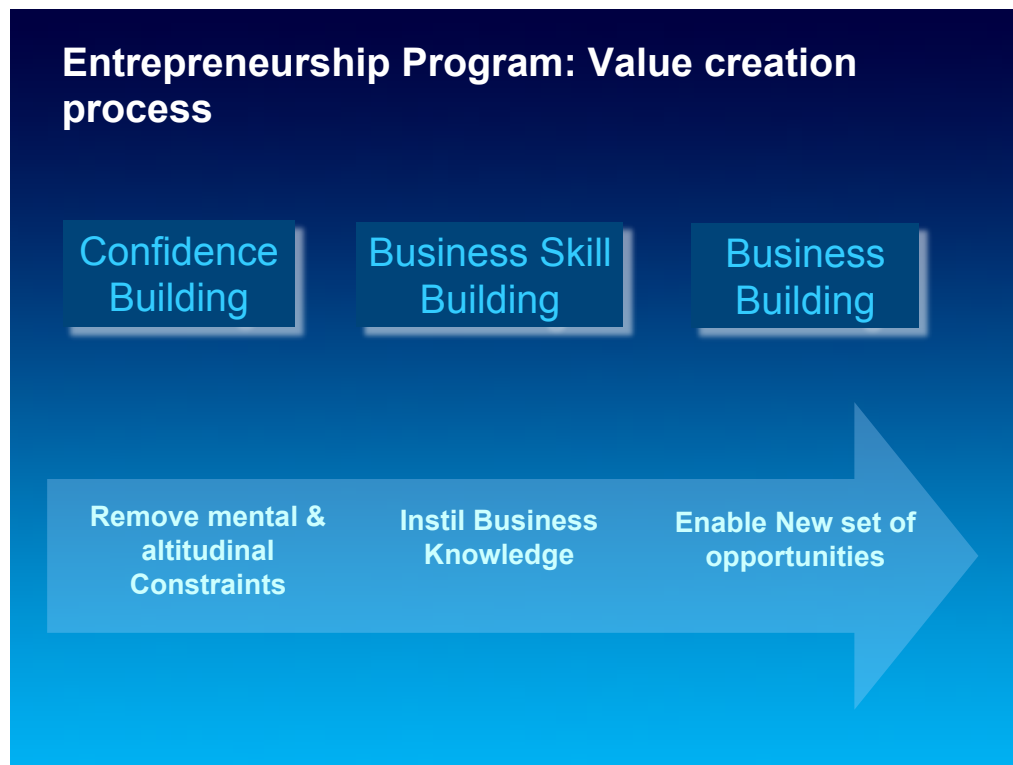 Entrepreneurship Program: Value creation
process
Confidence
Building
Business Skill
Building
Business
Building
Remove mental &
altitudinal
Constraints
Instil Business
Knowledge
Enable New set of
opportunities